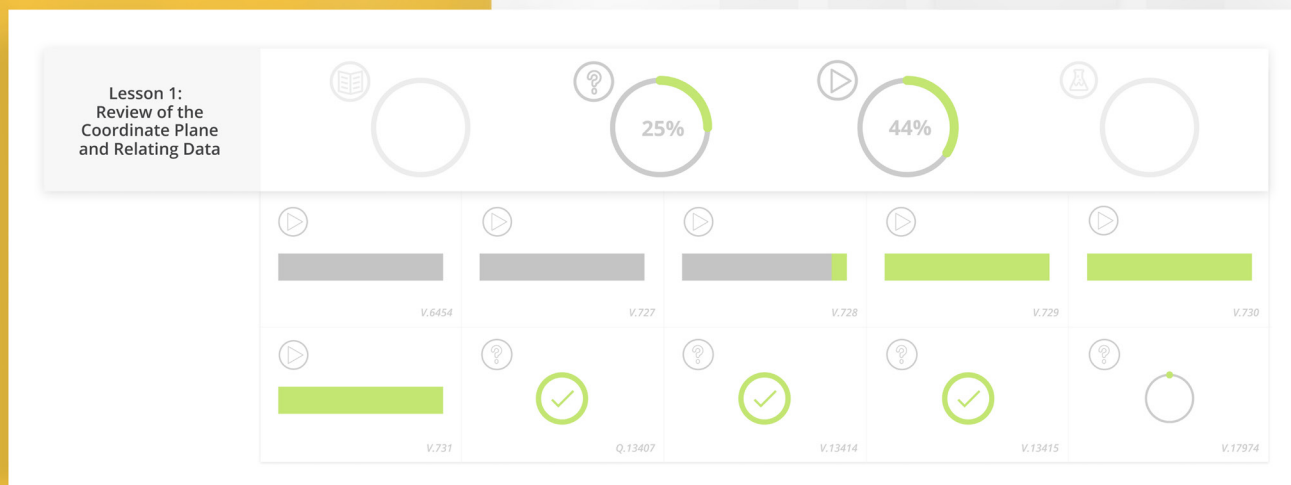 Lesson 1:
Review of the
Coordinate Plane
and Relating Data
25%
44%
V.6454
V.727
V.728
V.729
V.730
V.731
Q.13407
V.13414
V.13415
V.17974